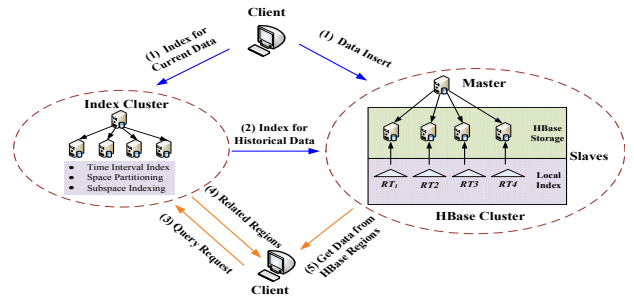 Client
(1) Index for
Current Data
(1) Data Insert
Index Cluster
Master
(2) Index for
Historical Data
HBase
Storage
Slaves
• Time Interval Index
• Space Partitioning
• Subspace Indexing
RT1
RT2
RT3
RT4
Local
Index
HBase Cluster
(4) Related Regions
(3) Query Request
(5) Get Data from
HBase Regions
Client